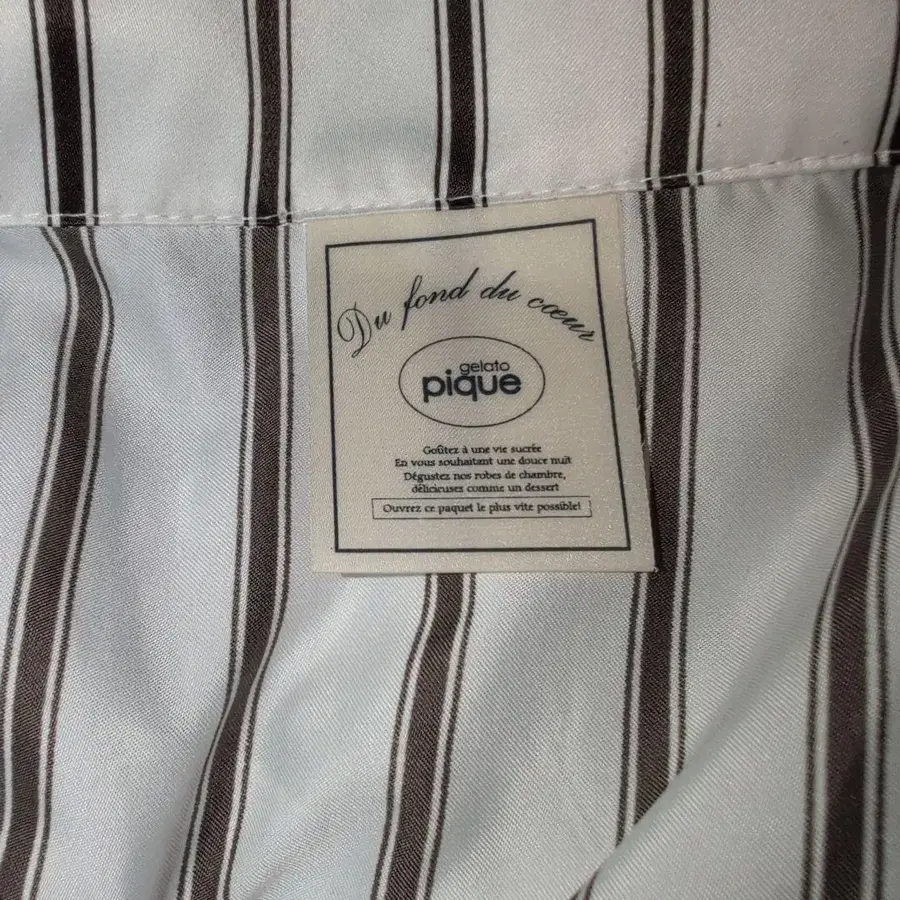 Du fond du cœur
gelato
pique
Goûtez à une vie sucrée
En vous souhaitant une douce nuit
Dégustez nos robes de chambre,
délicieuses comme un dessert
Ouvrez ce paquet le plus vite possible!